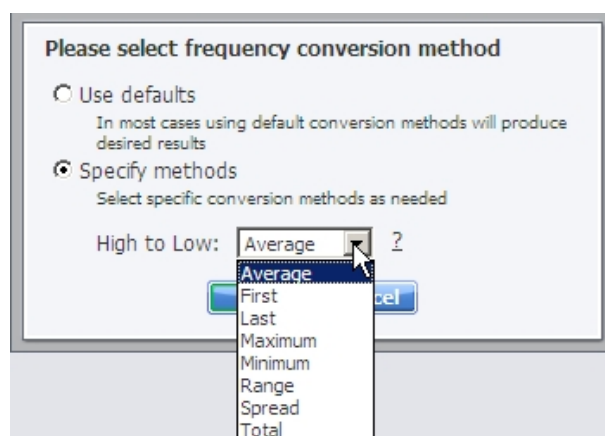 Please select frequency conversion method
Use defaults
In most cases using default conversion methods will produce
desired results
Specify methods
Select specific conversion methods as needed
High to Low: Average ?
Average
First
Last
Maximum
Minimum
Range
Spread
Total